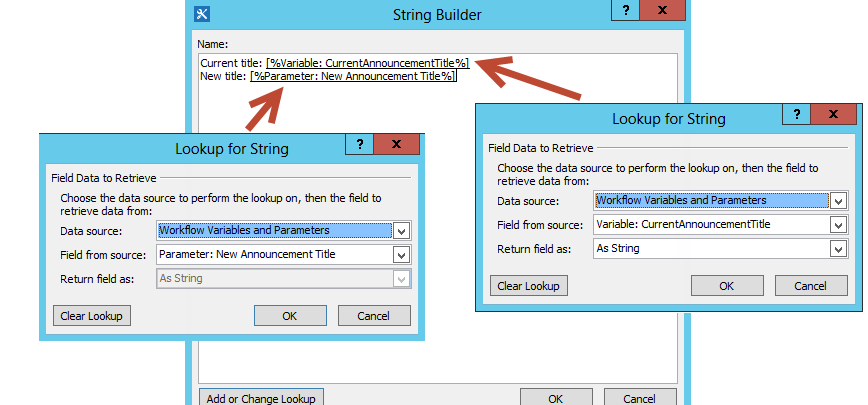 String Builder
?
x
Name:
Current title: [%Variable: CurrentAnnouncementTitle%]
New title: [%Parameter: New Announcement Title%]
Lookup for String
?
x
Field Data to Retrieve
Choose the data source to perform the lookup on, then the field to
retrieve data from:
Data source:
Workflow Variables and Parameters
Field from source:
Parameter: New Announcement Title
Return field as:
As String
Clear Lookup
OK
Cancel
Lookup for String
?
x
Field Data to Retrieve
Choose the data source to perform the lookup on, then the field to
retrieve data from:
Data source:
Workflow Variables and Parameters
Field from source:
Variable: CurrentAnnouncementTitle
Return field as:
As String
Clear Lookup
OK
Cancel
Add or Change Lookup
OK
Cancel